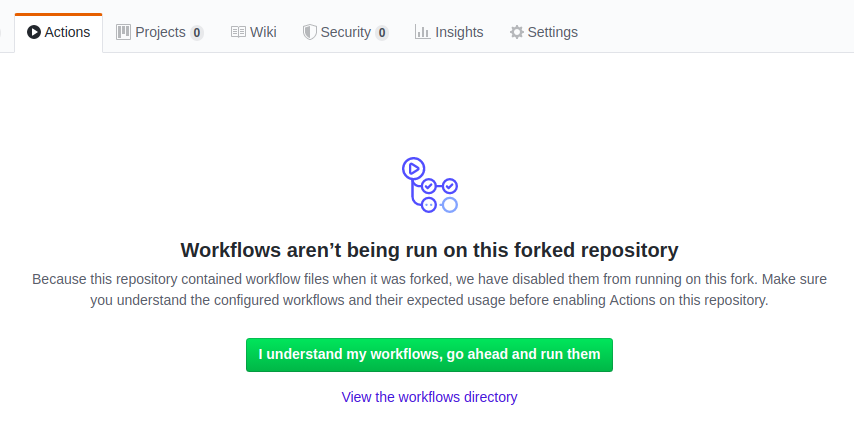 Actions Projects 0 Wiki Security 0 Insights Settings
Workflows aren’t being run on this forked repository
Because this repository contained workflow files when it was forked, we have disabled them from running on this fork. Make sure
you understand the configured workflows and their expected usage before enabling Actions on this repository.
I understand my workflows, go ahead and run them
View the workflows directory